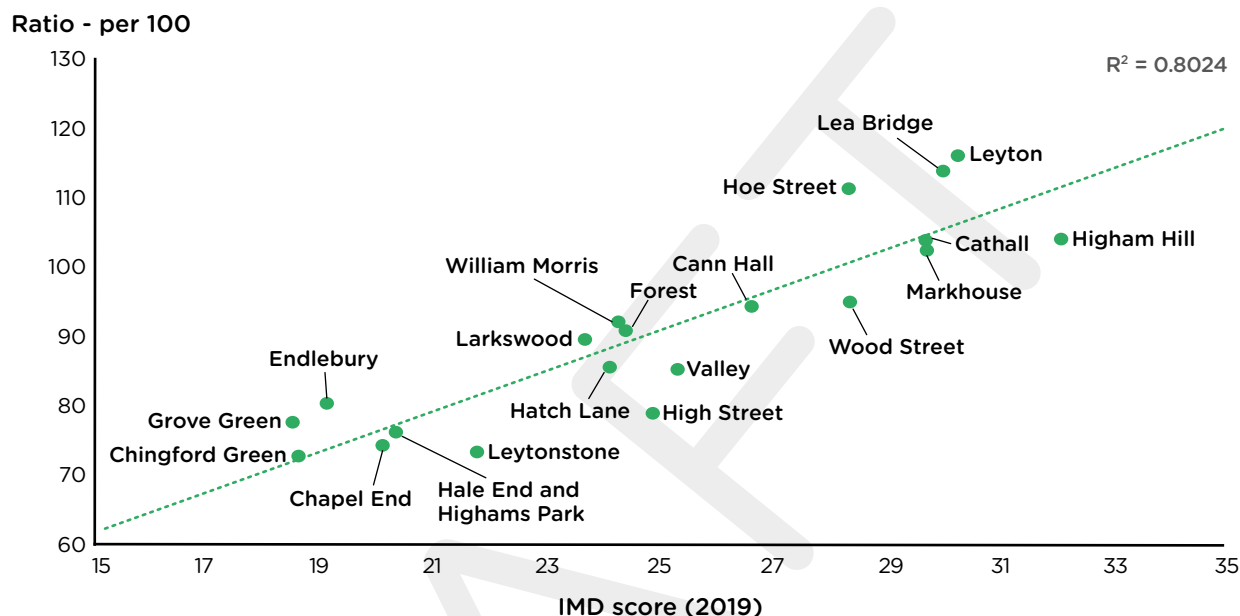 Ratio - per 100
130
R² = 0.8024
120
Lea Bridge
Leyton
Hoe Street
110
Higham Hill
Cathall
100
William Morris
Cann Hall
Forest
Markhouse
90
Larkswood
Wood Street
Endlebury
Valley
80
Hatch Lane
High Street
Grove Green
Chingford Green
Leytonstone
70
Chapel End
Hale End and
Highams Park
60
15 17 19 21 23 25 27 29 31 33 35
IMD score (2019)